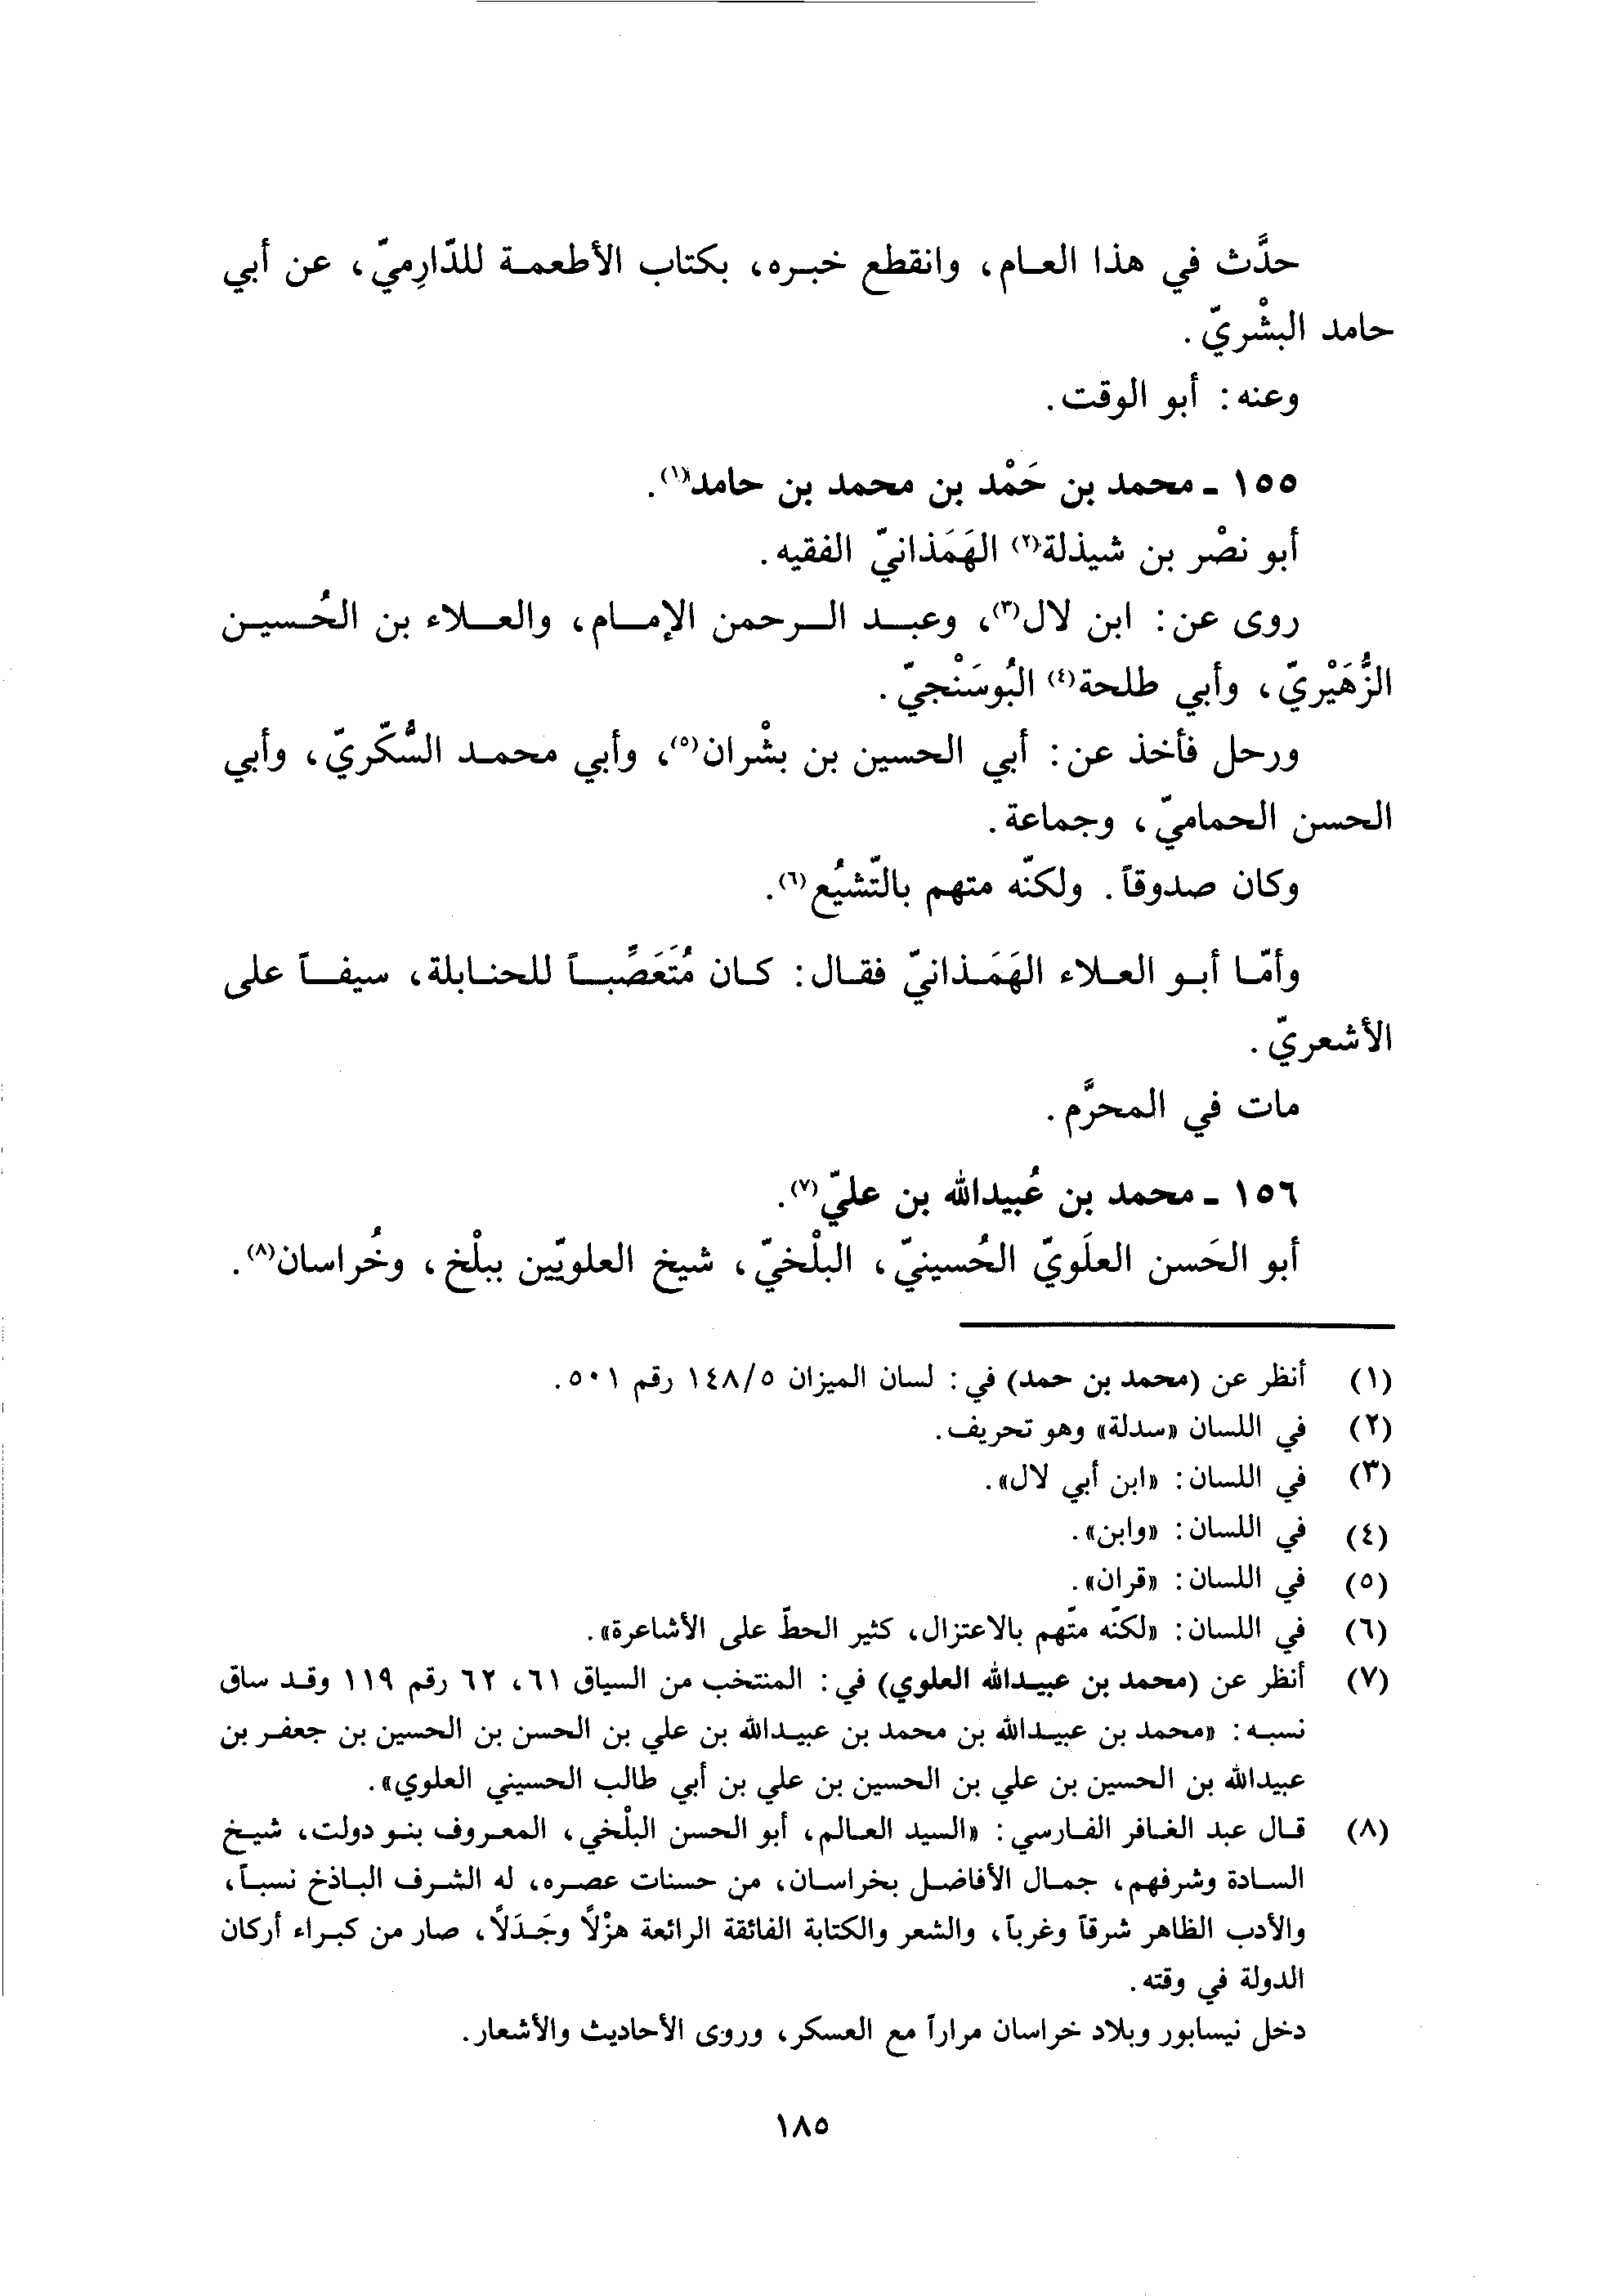 حدَّث في هذا العام، وانقطع خبره، بكتاب الأطعمة للدّارِميّ، عن أبي
حامد البشْريّ.
وعنه: أبو الوقت.
١٥٥ ـ محمد بن حَمْد بن محمد بن حامد(١).
أبو نصْر بن شيذلة(٢) الهَمَذانيّ الفقيه.
روى عن: ابن لال(٣)، وعبد الرحمن الإمام، والعلاء بن الحُسين
الزُّهَيْريّ، وأبي طلحة(٤) البُوسَنْجيّ.
ورحل فأخذ عن: أبي الحسين بن بشْران(٥)، وأبي محمد السُّكّريّ، وأبي
الحسن الحماميّ، وجماعة.
وكان صدوقاً. ولكنّه متهم بالتّشيُع(٦).
وأمّا أبو العلاء الهَمَذانيّ فقال: كان مُتَعَصِّباً للحنابلة، سيفاً على
الأشعريّ.
مات في المحرَّم.
١٥٦ ـ محمد بن عُبيدالله بن عليّ(٧).
أبو الحَسن العلَويّ الحُسينيّ، البلْخيّ، شيخ العلويّين ببلْخ، وخُراسان(٨).
(١) أنظر عن (محمد بن حمد) في: لسان الميزان ١٤٨/٥ رقم ٥٠١.
(٢) في اللسان «سدلة» وهو تحريف.
(٣) في اللسان: «ابن أبي لال».
(٤) في اللسان: «وابن».
(٥) في اللسان: «قران».
(٦) في اللسان: «لكنّه متّهم بالاعتزال، كثير الحطّ على الأشاعرة».
(٧) أنظر عن (محمد بن عبيدالله العلوي) في: المنتخب من السياق ٦١، ٦٢ رقم ١١٩ وقد ساق
نسبه: «محمد بن عبيدالله بن محمد بن عبيدالله بن علي بن الحسن بن الحسين بن جعفر بن
عبيدالله بن الحسين بن علي بن الحسين بن علي بن أبي طالب الحسيني العلوي».
(٨) قال عبد الغافر الفارسي: «السيد العالم، أبو الحسن البلْخي، المعروف بنو دولت، شيخ
السادة وشرفهم، جمال الأفاضل بخراسان، من حسنات عصره، له الشرف الباذخ نسباً،
والأدب الظاهر شرقاً وغرباً، والشعر والكتابة الفائقة الرائعة هزْلاً وجَدَلاً، صار من كبراء أركان
الدولة في وقته.
دخل نيسابور وبلاد خراسان مراراً مع العسكر، وروى الأحاديث والأشعار.
١٨٥